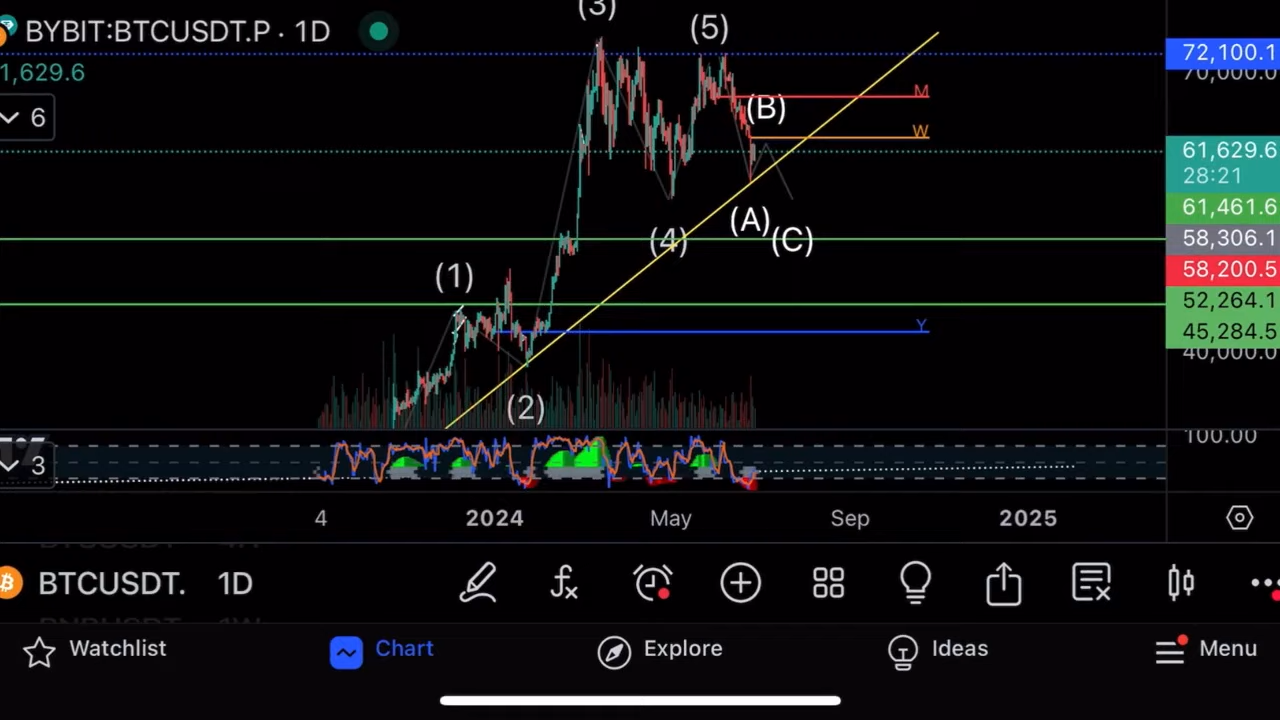 (3)
BYBIT:BTCUSDT.P · 1D
(5)
1,629.6
72,100.1
70,000.0
M
6
(B)
W
61,629.6
28:21
61,461.6
(A)
(4)
(C)
58,306.1
58,200.5
(1)
52,264.1
Y
45,284.5
40,000.0
(2)
100.00
3
4
2024
May
Sep
2025
BTCUSDT.
1D
Watchlist
Chart
Explore
Ideas
Menu